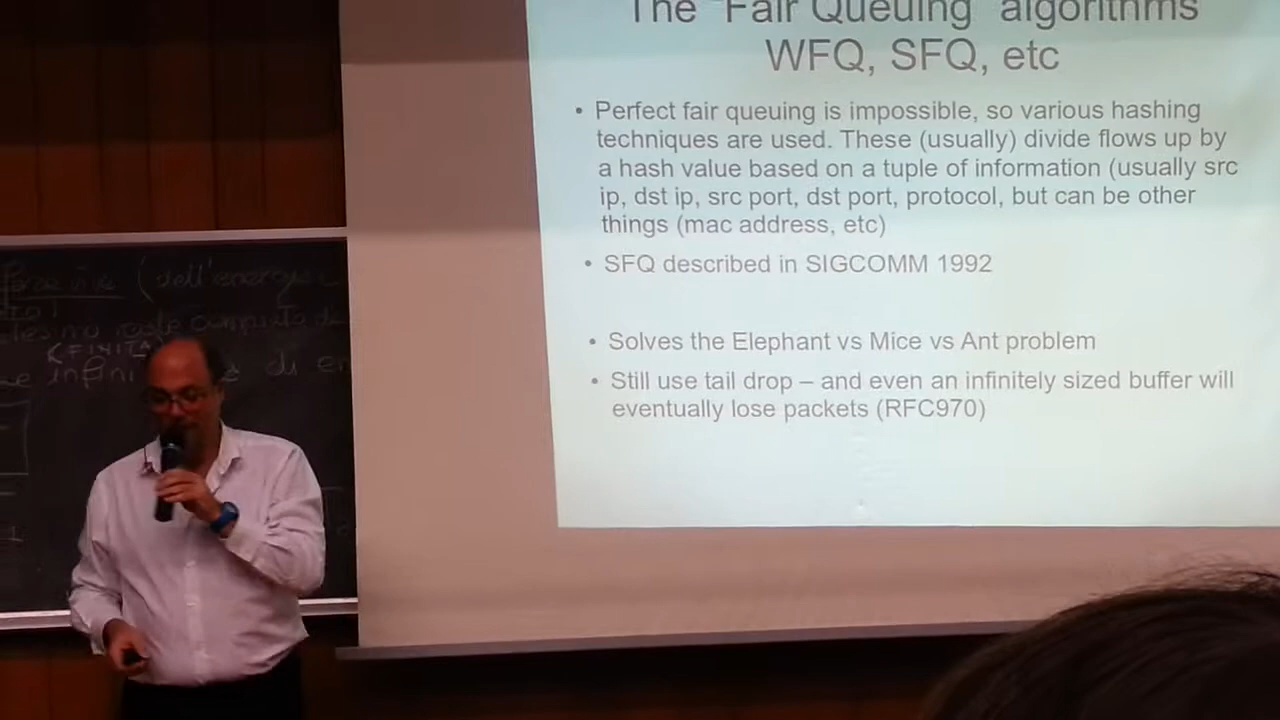 The "Fair Queuing" algorithms
WFQ, SFQ, etc
• Perfect fair queuing is impossible, so various hashing
techniques are used. These (usually) divide flows up by
a hash value based on a tuple of information (usually src
ip, dst ip, src port, dst port, protocol, but can be other
things (mac address, etc)
• SFQ described in SIGCOMM 1992
• Solves the Elephant vs Mice vs Ant problem
• Still use tail drop – and even an infinitely sized buffer will
eventually lose packets (RFC970)
(dell'energia
(FINITA
di